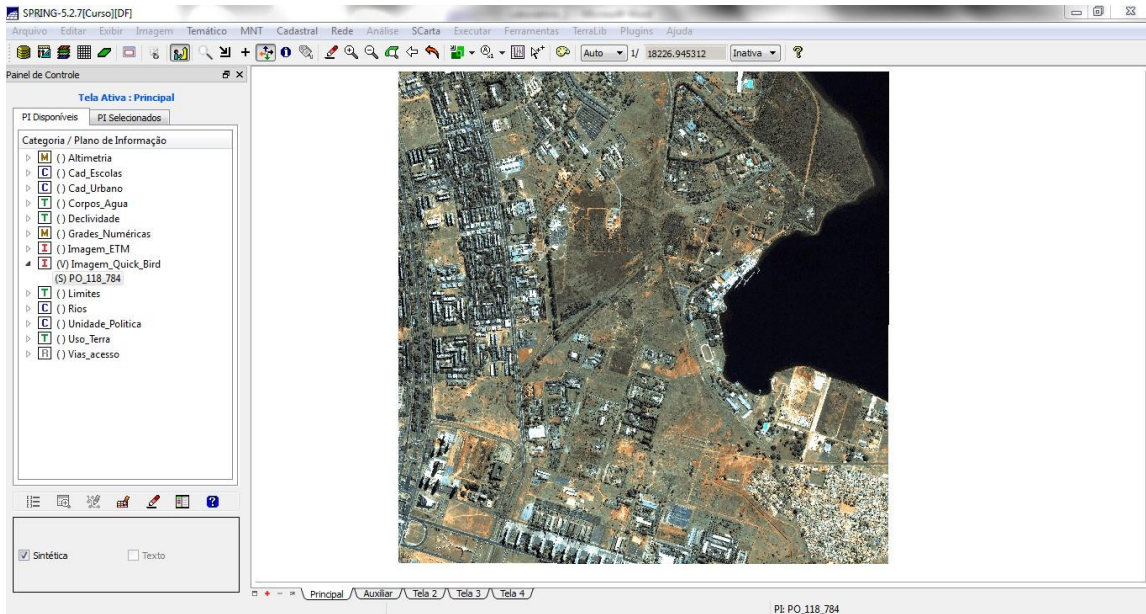 SPRING-5.2.7[Curso][DF]
Arquivo Editar Exibir Imagem Temático MNT Cadastral Rede Análise SCarta Executar Ferramentas TerraLib Plugins Ajuda
Auto 1/ 18226.945312 Inativa
Painel de Controle
Tela Ativa : Principal
PI Disponíveis PI Selecionados
Categoria / Plano de Informação
M ( ) Altimetria
C ( ) Cad_Escolas
C ( ) Cad_Urbano
T ( ) Corpos_Agua
T ( ) Declividade
M ( ) Grades_Numéricas
I ( ) Imagem_ETM
I (V) Imagem_Quick_Bird
(S) PO_118_784
T ( ) Limites
C ( ) Rios
C ( ) Unidade_Politica
T ( ) Uso_Terra
R ( ) Vias_acesso
Sintética Texto
Principal Auxiliar Tela 2 Tela 3 Tela 4
PI: PO_118_784